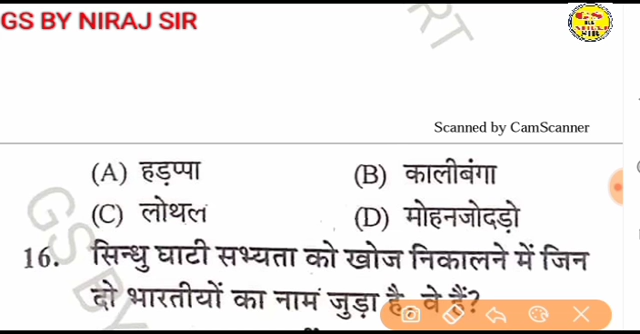 GS BY NIRAJ SIR
Scanned by CamScanner
(A) हड़प्पा (B) कालीबंगा
(C) लोथल (D) मोहनजोदड़ो
16. सिन्धु घाटी सभ्यता को खोज निकालने में जिन
दो भारतीयों का नाम जुड़ा है, वे हैं?